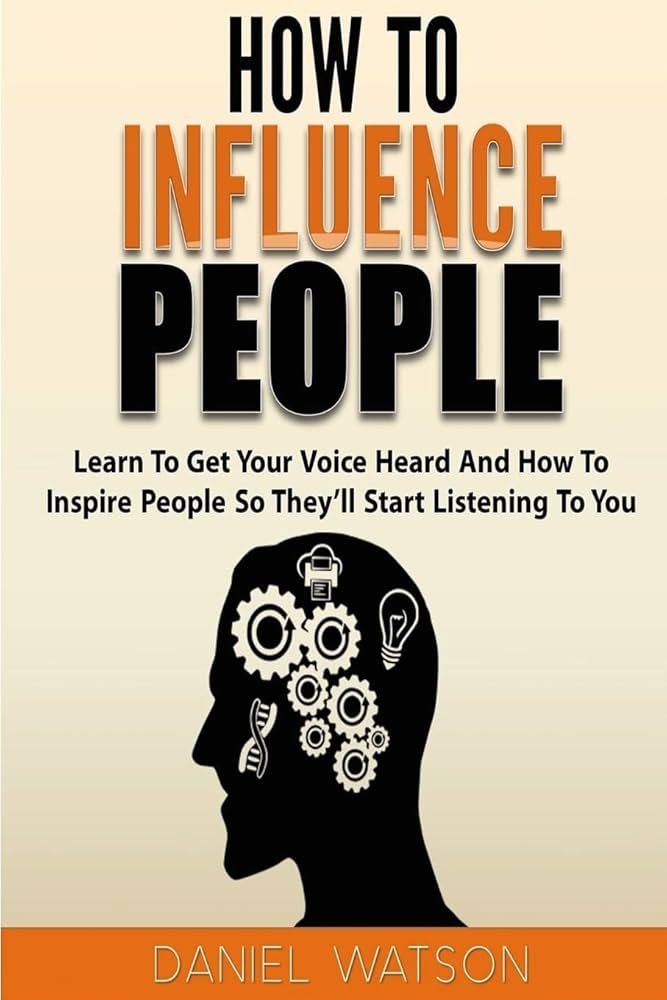 HOW TO
INFLUENCE
PEOPLE
Learn To Get Your Voice Heard And How To
Inspire People So They’ll Start Listening To You
DANIEL WATSON